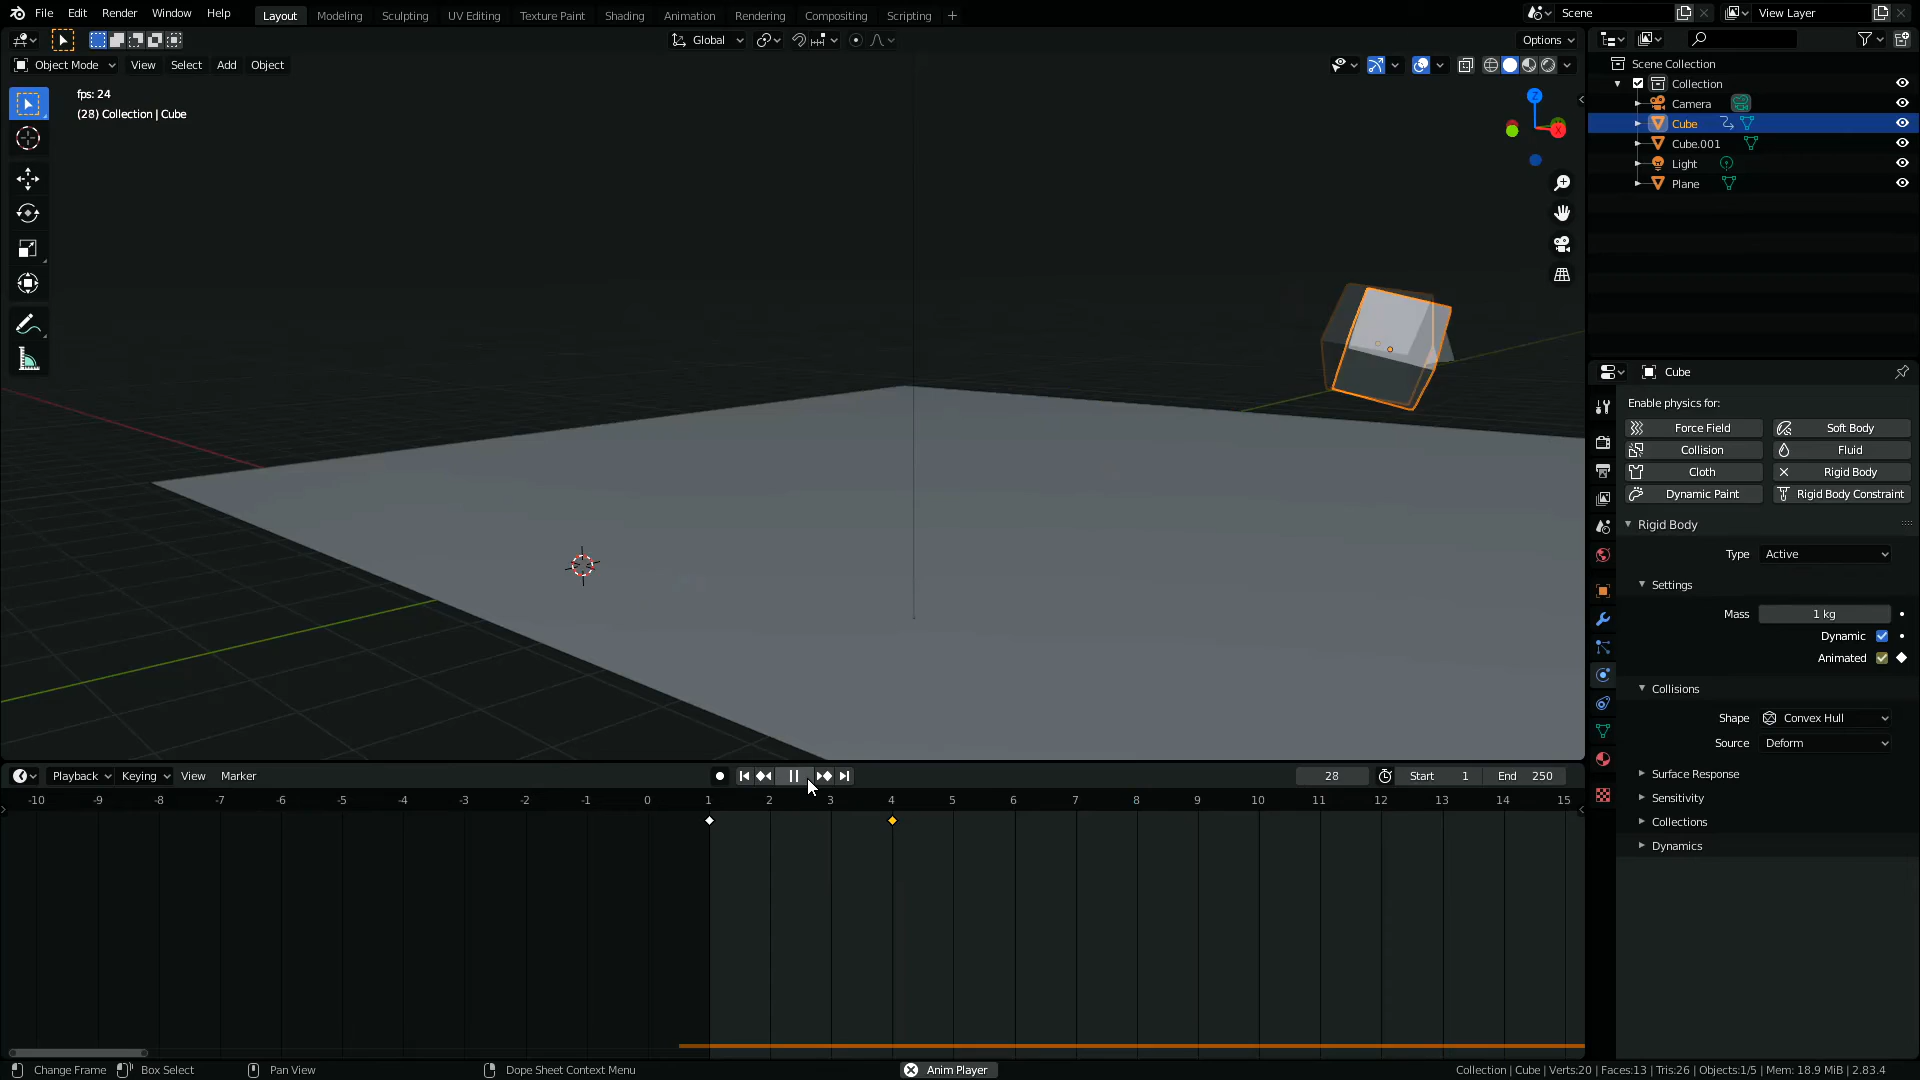 File Edit Render Window Help
Layout Modeling Sculpting UV Editing Texture Paint Shading Animation Rendering Compositing Scripting +
Scene
View Layer
Global
Options
Object Mode View Select Add Object
fps: 24
(28) Collection | Cube
Z
X
Scene Collection
Collection
Camera
Cube
Cube.001
Light
Plane
Cube
Enable physics for:
Force Field Soft Body
Collision Fluid
Cloth Rigid Body
Dynamic Paint Rigid Body Constraint
Rigid Body
Type Active
Settings
Mass 1 kg
Dynamic
Animated
Collisions
Shape Convex Hull
Source Deform
Surface Response
Sensitivity
Collections
Dynamics
Playback Keying View Marker
28 Start 1 End 250
-10 -9 -8 -7 -6 -5 -4 -3 -2 -1 0 1 2 3 4 5 6 7 8 9 10 11 12 13 14 15
Change Frame Box Select Pan View Dope Sheet Context Menu Anim Player Collection | Cube | Verts:20 | Faces:13 | Tris:26 | Objects:1/5 | Mem: 18.9 MiB | 2.83.4